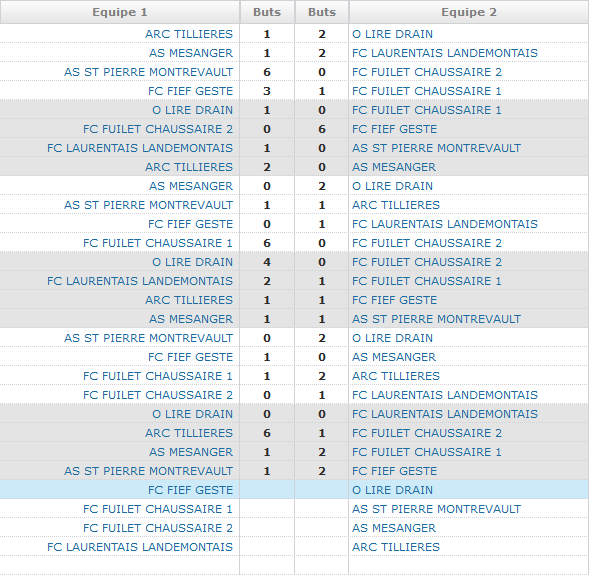 Equipe 1 Buts Buts Equipe 2
ARC TILLIERES 1 2 O LIRE DRAIN
AS MESANGER 1 2 FC LAURENTAIS LANDEMONTAIS
AS ST PIERRE MONTREVAULT 6 0 FC FUILET CHAUSSAIRE 2
FC FIEF GESTE 3 1 FC FUILET CHAUSSAIRE 1
O LIRE DRAIN 1 0 FC FUILET CHAUSSAIRE 1
FC FUILET CHAUSSAIRE 2 0 6 FC FIEF GESTE
FC LAURENTAIS LANDEMONTAIS 1 0 AS ST PIERRE MONTREVAULT
ARC TILLIERES 2 0 AS MESANGER
AS MESANGER 0 2 O LIRE DRAIN
AS ST PIERRE MONTREVAULT 1 1 ARC TILLIERES
FC FIEF GESTE 0 1 FC LAURENTAIS LANDEMONTAIS
FC FUILET CHAUSSAIRE 1 6 0 FC FUILET CHAUSSAIRE 2
O LIRE DRAIN 4 0 FC FUILET CHAUSSAIRE 2
FC LAURENTAIS LANDEMONTAIS 2 1 FC FUILET CHAUSSAIRE 1
ARC TILLIERES 1 1 FC FIEF GESTE
AS MESANGER 1 1 AS ST PIERRE MONTREVAULT
AS ST PIERRE MONTREVAULT 0 2 O LIRE DRAIN
FC FIEF GESTE 1 0 AS MESANGER
FC FUILET CHAUSSAIRE 1 1 2 ARC TILLIERES
FC FUILET CHAUSSAIRE 2 0 1 FC LAURENTAIS LANDEMONTAIS
O LIRE DRAIN 0 0 FC LAURENTAIS LANDEMONTAIS
ARC TILLIERES 6 1 FC FUILET CHAUSSAIRE 2
AS MESANGER 1 2 FC FUILET CHAUSSAIRE 1
AS ST PIERRE MONTREVAULT 1 2 FC FIEF GESTE
FC FIEF GESTE O LIRE DRAIN
FC FUILET CHAUSSAIRE 1 AS ST PIERRE MONTREVAULT
FC FUILET CHAUSSAIRE 2 AS MESANGER
FC LAURENTAIS LANDEMONTAIS ARC TILLIERES